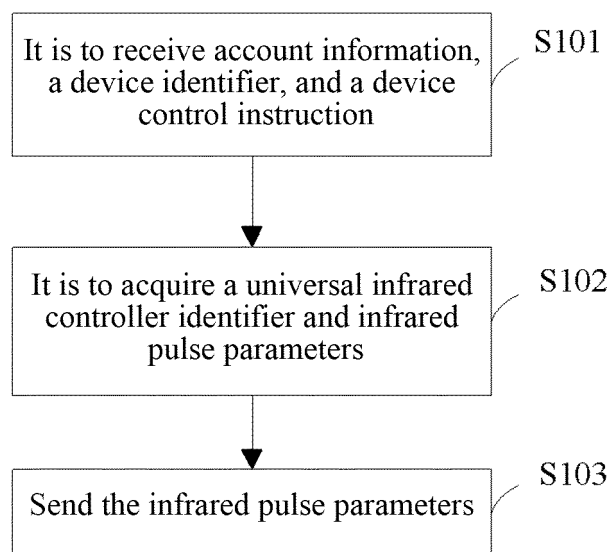 It is to receive account information,
a device identifier, and a device
control instruction
S101
It is to acquire a universal infrared
controller identifier and infrared
pulse parameters
S102
Send the infrared pulse parameters
S103